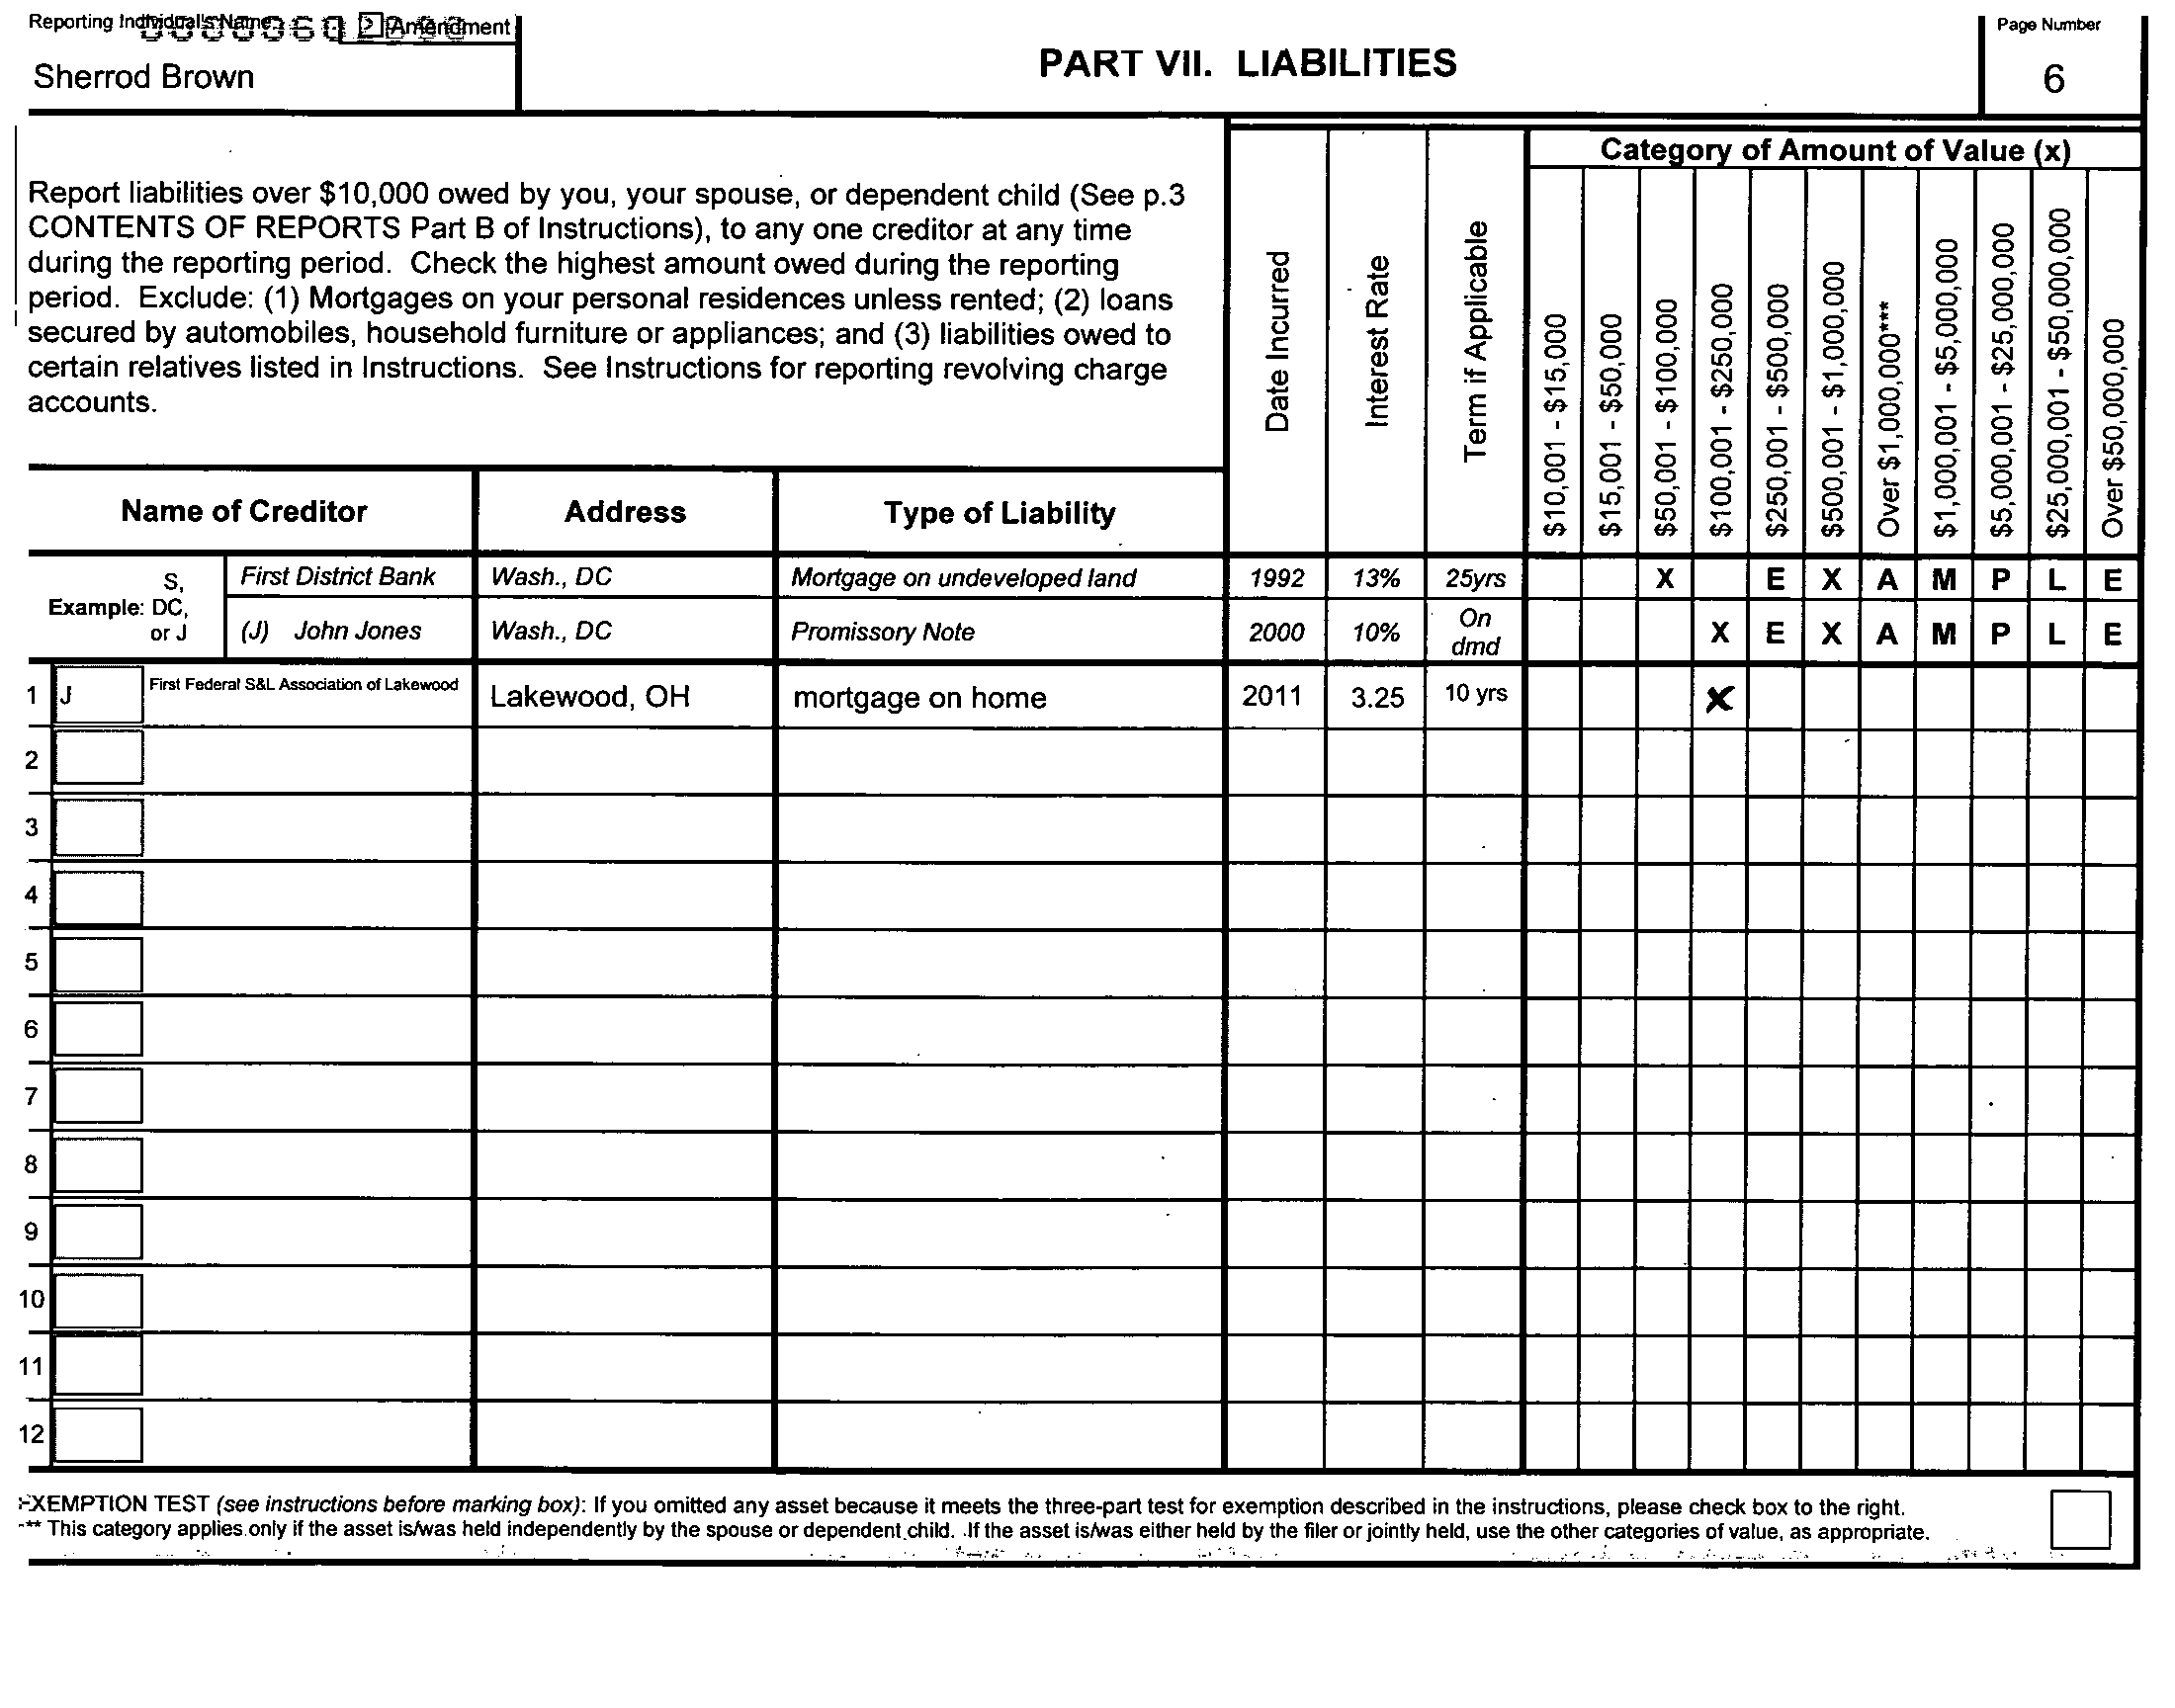 Reporting Individual's Name
Amendment
Sherrod Brown
PART VII. LIABILITIES
Page Number
6
Report liabilities over $10,000 owed by you, your spouse, or dependent child (See p.3
CONTENTS OF REPORTS Part B of Instructions), to any one creditor at any time
during the reporting period. Check the highest amount owed during the reporting
period. Exclude: (1) Mortgages on your personal residences unless rented; (2) loans
secured by automobiles, household furniture or appliances; and (3) liabilities owed to
certain relatives listed in Instructions. See Instructions for reporting revolving charge
accounts.
Date Incurred
Interest Rate
Term if Applicable
Category of Amount of Value (x)
$10,001 - $15,000
$15,001 - $50,000
$50,001 - $100,000
$100,001 - $250,000
$250,001 - $500,000
$500,001 - $1,000,000
Over $1,000,000***
$1,000,001 - $5,000,000
$5,000,001 - $25,000,000
$25,000,001 - $50,000,000
Over $50,000,000
Name of Creditor Address Type of Liability
Example: S, DC, or J
First District Bank Wash., DC Mortgage on undeveloped land 1992 13% 25yrs X E X A M P L E
(J) John Jones Wash., DC Promissory Note 2000 10% On dmd X E X A M P L E
1 J First Federal S&L Association of Lakewood Lakewood, OH mortgage on home 2011 3.25 10 yrs X
2
3
4
5
6
7
8
9
10
11
12
EXEMPTION TEST (see instructions before marking box): If you omitted any asset because it meets the three-part test for exemption described in the instructions, please check box to the right.
*** This category applies only if the asset is/was held independently by the spouse or dependent child. If the asset is/was either held by the filer or jointly held, use the other categories of value, as appropriate.